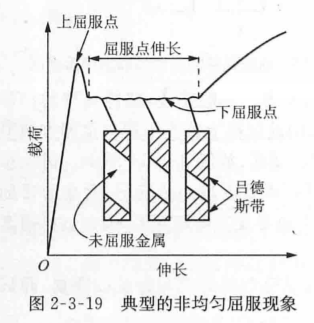 上屈服点
屈服点伸长
下屈服点
载荷
吕德
斯带
未屈服金属
O
伸长
图 2-3-19 典型的非均匀屈服现象